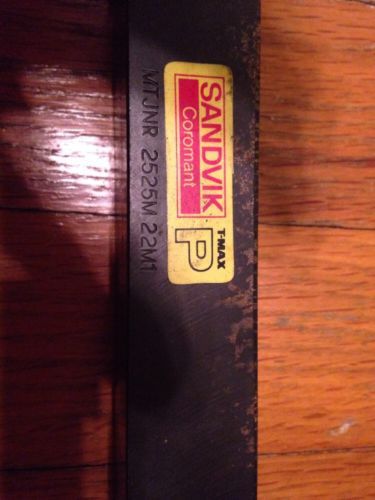 SANDVIK
Coromant
T-MAX
P
MTJNR 2525M 22M1